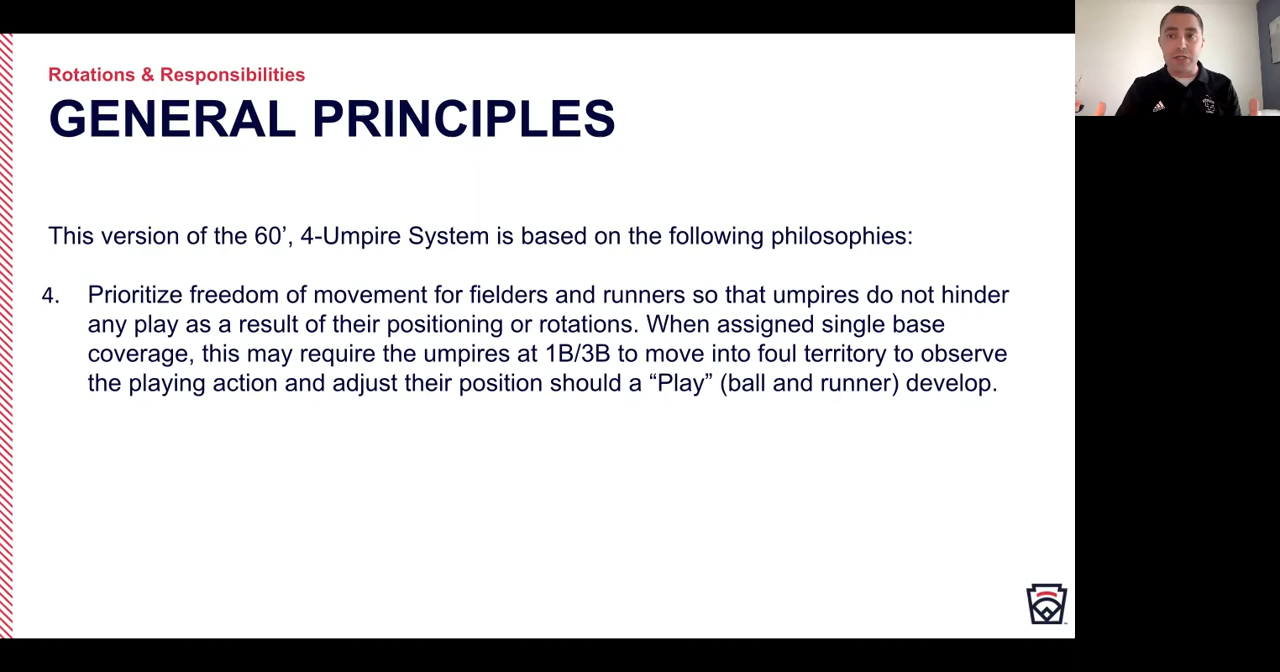 Rotations & Responsibilities
GENERAL PRINCIPLES
This version of the 60’, 4-Umpire System is based on the following philosophies:
4. Prioritize freedom of movement for fielders and runners so that umpires do not hinder
any play as a result of their positioning or rotations. When assigned single base
coverage, this may require the umpires at 1B/3B to move into foul territory to observe
the playing action and adjust their position should a “Play” (ball and runner) develop.